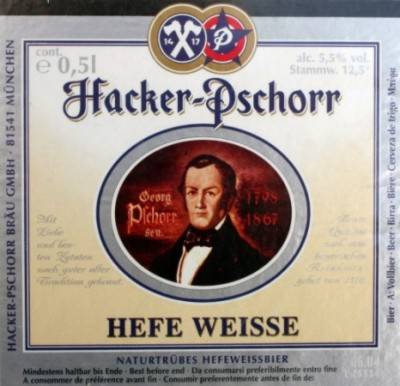 14 17 P
cont.
e 0,5l
alc. 5,5% vol.
Stammw. 12,5
Hacker-Pschorr
Georg
Pschorr
sen.
1798
1867
Mit
Liebe
und bes-
ten Zutaten
nach guter alter
Tradition gebraut.
HEFE WEISSE
NATURTRÜBES HEFEWEISSBIER
Mindestens haltbar bis Ende · Best before end · Da consumarsi preferibilmente entro fine
A consommer de préférence avant fin · Consumir preferentemente antes de fin de:
HACKER-PSCHORR BRÄU GMBH · 81541 MÜNCHEN
Bier · A: Vollbier · Beer · Birra · Bière · Cerveza de trigo · Μπύρα